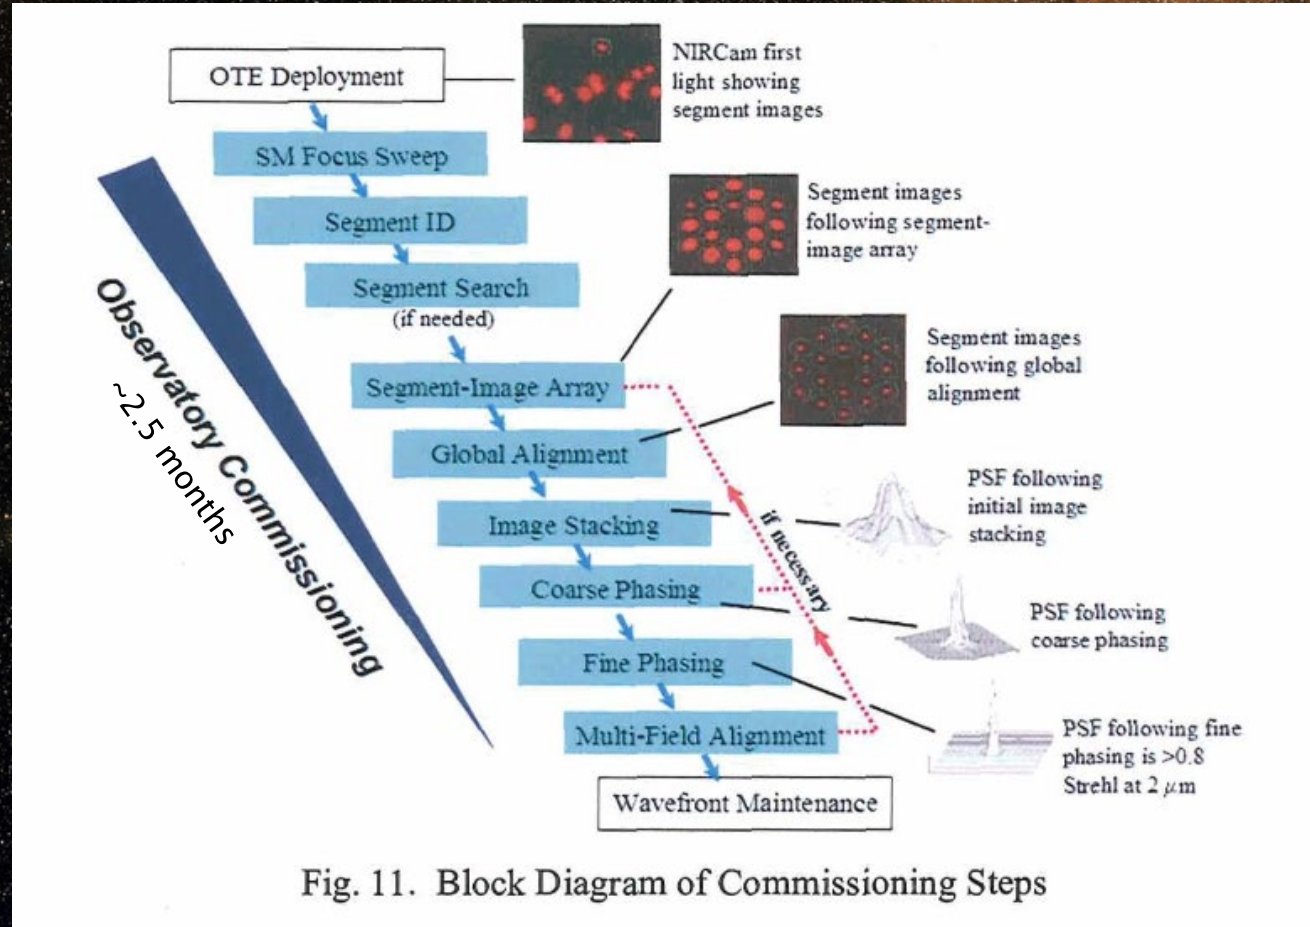 OTE Deployment
NIRCam first
light showing
segment images
SM Focus Sweep
Segment ID
Segment images
following segment-
image array
Segment Search
(if needed)
Segment-Image Array
Segment images
following global
alignment
Global Alignment
Image Stacking
PSF following
initial image
stacking
Coarse Phasing
PSF following
coarse phasing
Fine Phasing
Multi-Field Alignment
PSF following fine
phasing is >0.8
Strehl at 2 μm
Wavefront Maintenance
if necessary
Observatory Commissioning
~2.5 months
Fig. 11. Block Diagram of Commissioning Steps